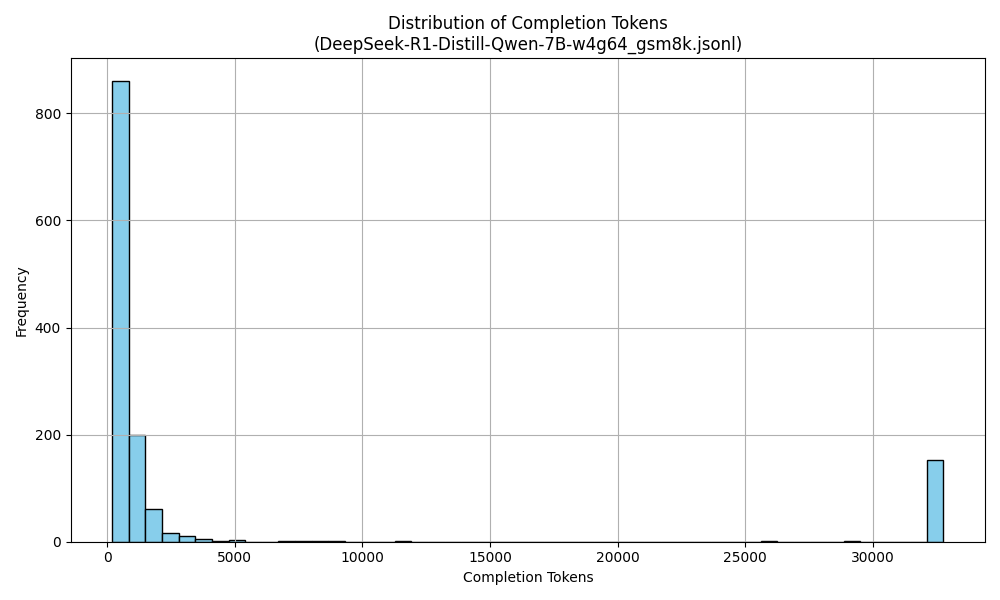 Distribution of Completion Tokens
(DeepSeek-R1-Distill-Qwen-7B-w4g64_gsm8k.jsonl)
Frequency
800
600
400
200
0
0 5000 10000 15000 20000 25000 30000
Completion Tokens